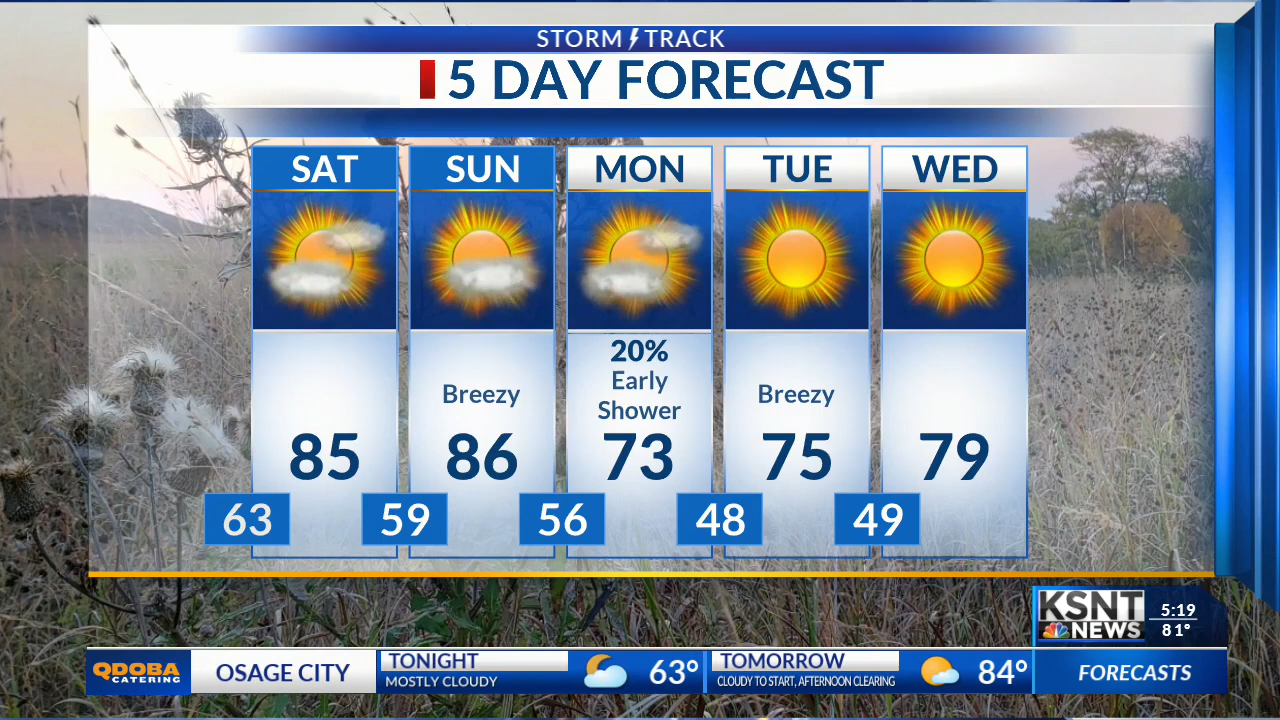 STORM TRACK
5 DAY FORECAST
SAT SUN MON TUE WED
20%
Early
Shower
Breezy
Breezy
85 86 73 75 79
63 59 56 48 49
KSNT
NEWS
5:19
81°
QDOBA
CATERING
OSAGE CITY
TONIGHT
MOSTLY CLOUDY
63°
TOMORROW
CLOUDY TO START, AFTERNOON CLEARING
84°
FORECASTS